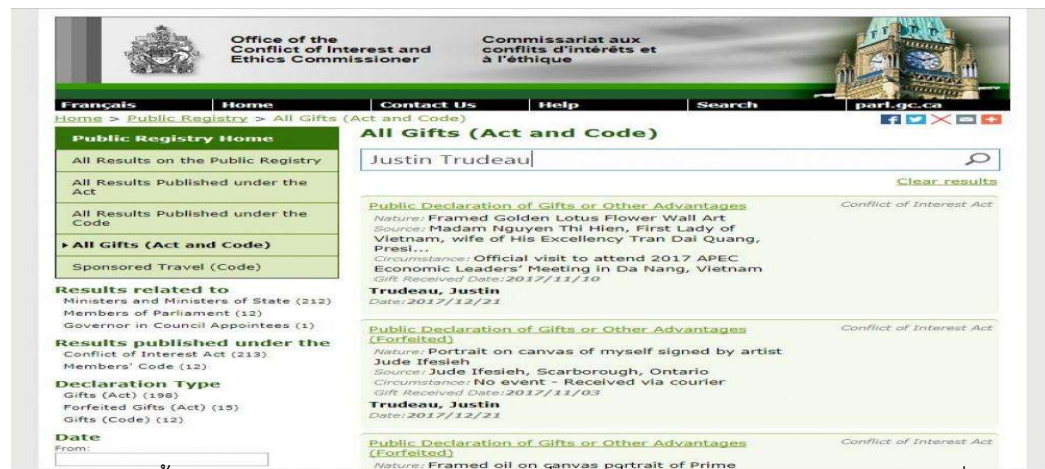 Office of the
Conflict of Interest and
Ethics Commissioner
Commissariat aux
conflits d'intérêts et
à l'éthique
Français Home Contact Us Help Search parl.gc.ca
Home > Public Registry > All Gifts (Act and Code)
Public Registry Home
All Results on the Public Registry
All Results Published under the
Act
All Results Published under the
Code
All Gifts (Act and Code)
Sponsored Travel (Code)
Results related to
Ministers and Ministers of State (212)
Members of Parliament (12)
Governor in Council Appointees (1)
Results published under the
Conflict of Interest Act (213)
Members' Code (12)
Declaration Type
Gifts (Act) (198)
Forfeited Gifts (Act) (15)
Gifts (Code) (12)
Date
From:
All Gifts (Act and Code)
Justin Trudeau
Clear results
Public Declaration of Gifts or Other Advantages Conflict of Interest Act
Nature: Framed Golden Lotus Flower Wall Art
Source: Madam Nguyen Thi Hien, First Lady of
Vietnam, wife of His Excellency Tran Dai Quang,
Presi...
Circumstance: Official visit to attend 2017 APEC
Economic Leaders' Meeting in Da Nang, Vietnam
Gift Received Date: 2017/11/10
Trudeau, Justin
Date: 2017/12/21
Public Declaration of Gifts or Other Advantages Conflict of Interest Act
(Forfeited)
Nature: Portrait on canvas of myself signed by artist
Jude Ifesieh
Source: Jude Ifesieh, Scarborough, Ontario
Circumstance: No event - Received via courier
Gift Received Date: 2017/11/03
Trudeau, Justin
Date: 2017/12/21
Public Declaration of Gifts or Other Advantages Conflict of Interest Act
(Forfeited)
Nature: Framed oil on canvas portrait of Prime